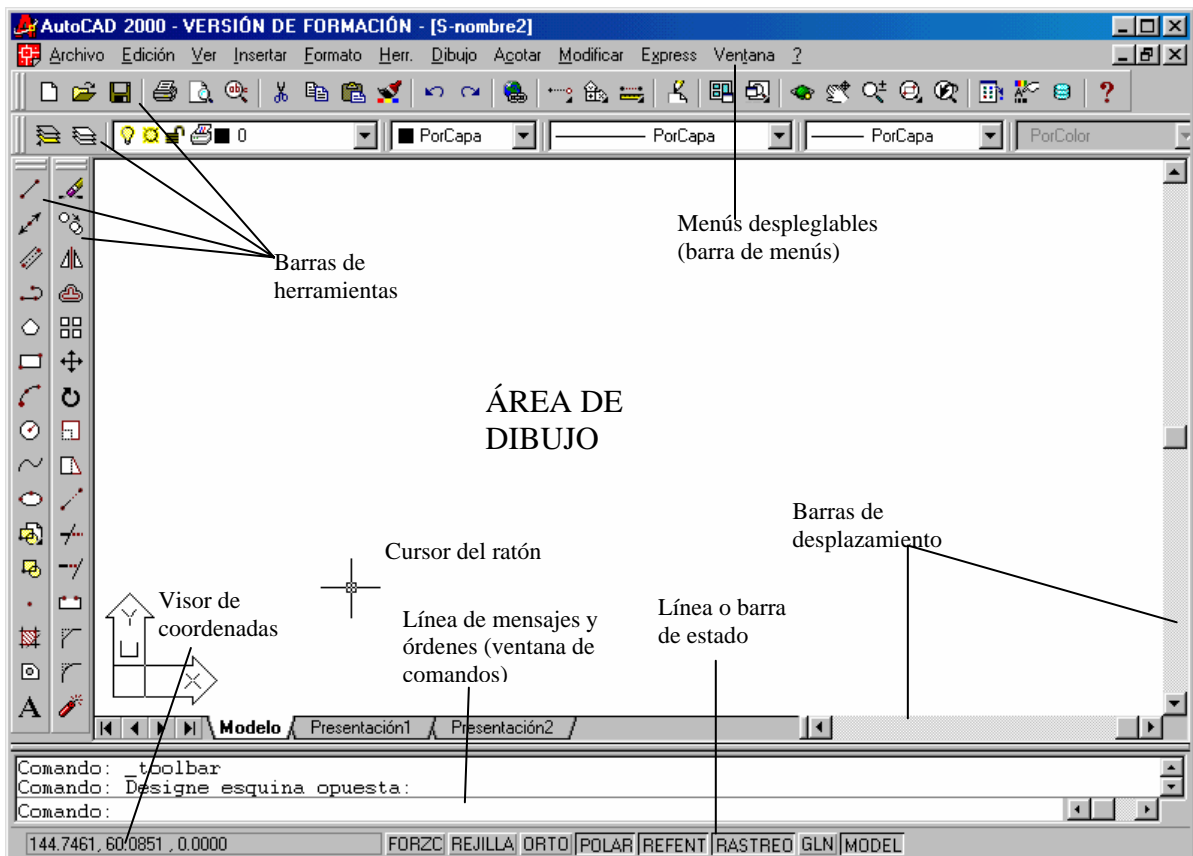 AutoCAD 2000 - VERSIÓN DE FORMACIÓN - [S-nombre2]
Archivo Edición Ver Insertar Formato Herr. Dibujo Acotar Modificar Express Ventana ?
0 PorCapa PorCapa PorCapa PorColor
Menús despleglables
(barra de menús)
Barras de
herramientas
ÁREA DE
DIBUJO
Barras de
desplazamiento
Cursor del ratón
Visor de
coordenadas
Línea de mensajes y
órdenes (ventana de
comandos)
Línea o barra
de estado
Y
X
A
Modelo Presentación1 Presentación2
Comando: _toolbar
Comando: Designe esquina opuesta:
Comando:
144.7461, 60.0851 , 0.0000 FORZC REJILLA ORTO POLAR REFENT RASTREO GLN MODEL